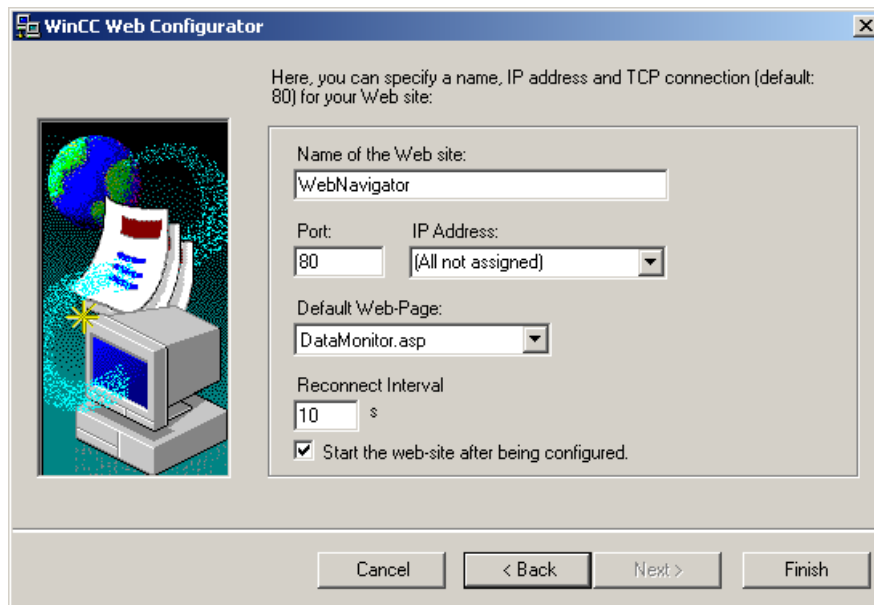 WinCC Web Configurator
Here, you can specify a name, IP address and TCP connection (default:
80) for your Web site:
Name of the Web site:
WebNavigator
Port: IP Address:
80 (All not assigned)
Default Web-Page:
DataMonitor.asp
Reconnect Interval
10 s
Start the web-site after being configured.
Cancel < Back Next > Finish